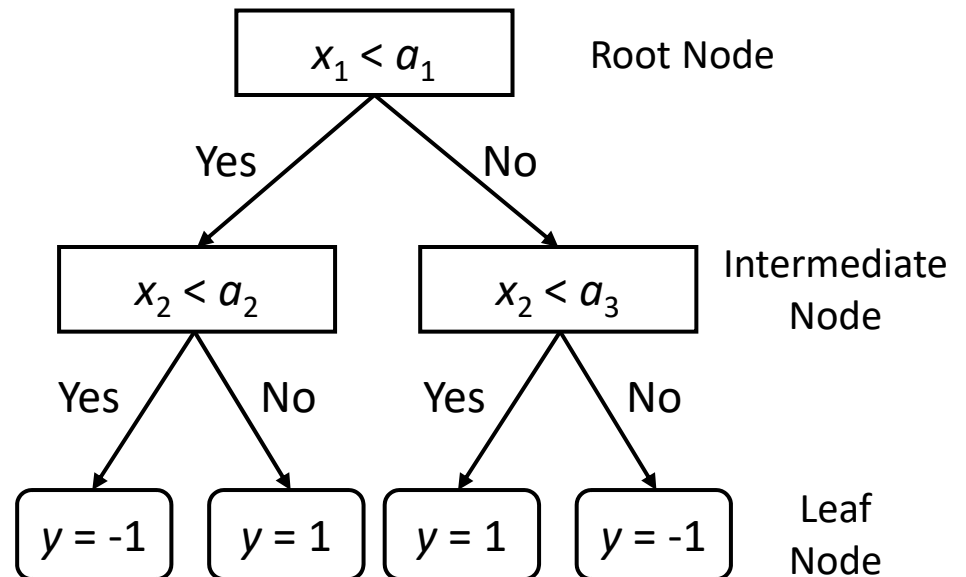 x₁ < a₁
Root Node
Yes
No
x₂ < a₂
x₂ < a₃
Intermediate
Node
Yes
No
Yes
No
y = -1
y = 1
y = 1
y = -1
Leaf
Node